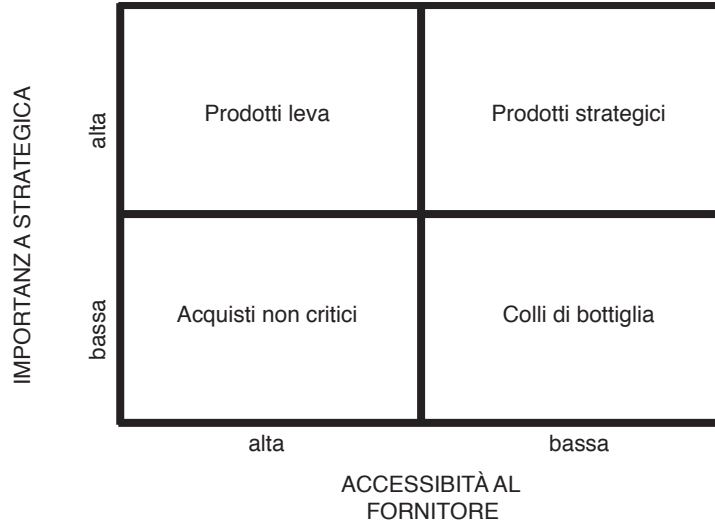 IMPORTANZ A STRATEGICA
alta
Prodotti leva
Prodotti strategici
bassa
Acquisti non critici
Colli di bottiglia
alta
bassa
ACCESSIBITÀ AL
FORNITORE